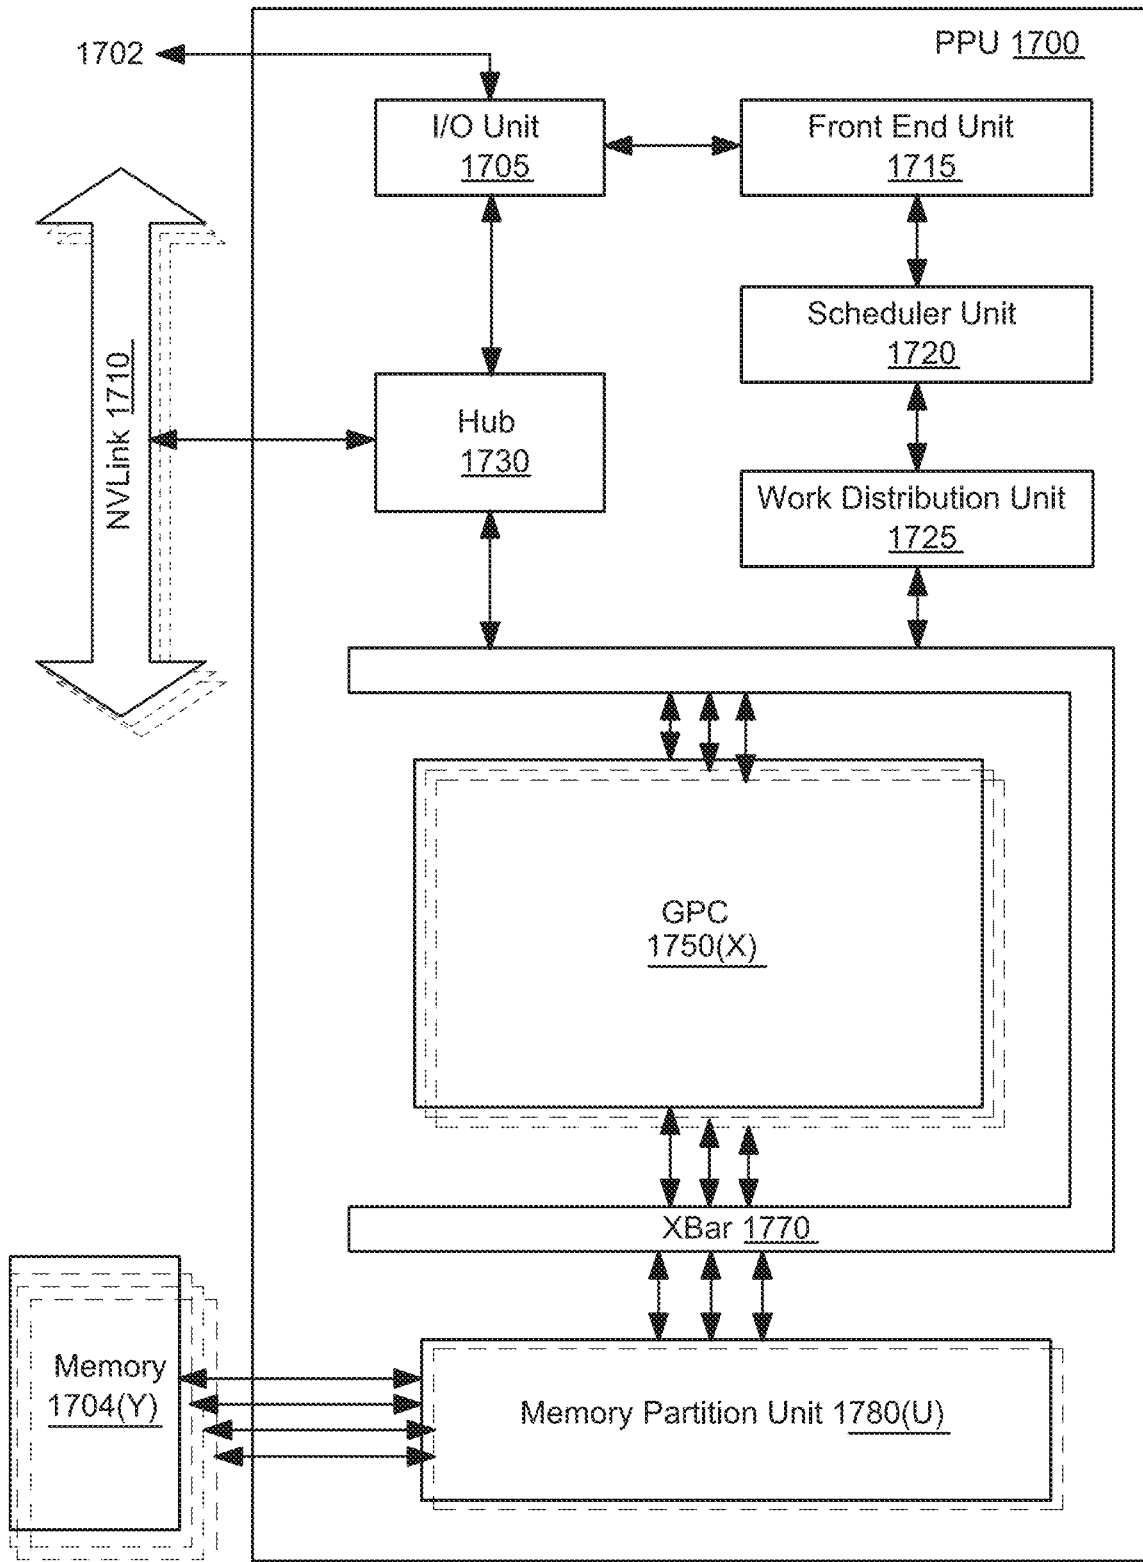 PPU 1700
1702
I/O Unit
1705
Front End Unit
1715
Scheduler Unit
1720
NVLink 1710
Hub
1730
Work Distribution Unit
1725
GPC
1750(X)
XBar 1770
Memory
1704(Y)
Memory Partition Unit 1780(U)